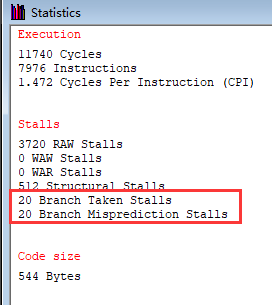 Statistics
Execution
11740 Cycles
7976 Instructions
1.472 Cycles Per Instruction (CPI)
Stalls
3720 RAW Stalls
0 WAW Stalls
0 WAR Stalls
512 Structural Stalls
20 Branch Taken Stalls
20 Branch Misprediction Stalls
Code size
544 Bytes